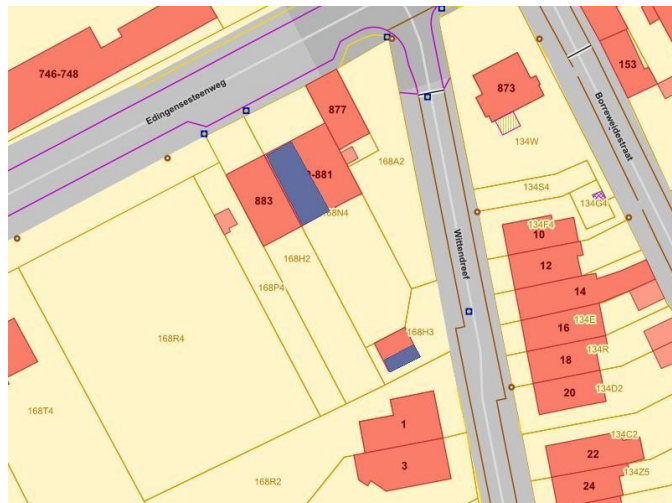 746-748
Edingensesteenweg
877
873
153
Borreweidestraat
134W
168A2
-881
883
168N4
134S4
134G4
134F4
10
Wittendreef
12
168H2
14
168P4
134E
16
168H3
168R4
18
134R
20
134D2
168T4
1
134C2
3
22
134Z5
168R2
24